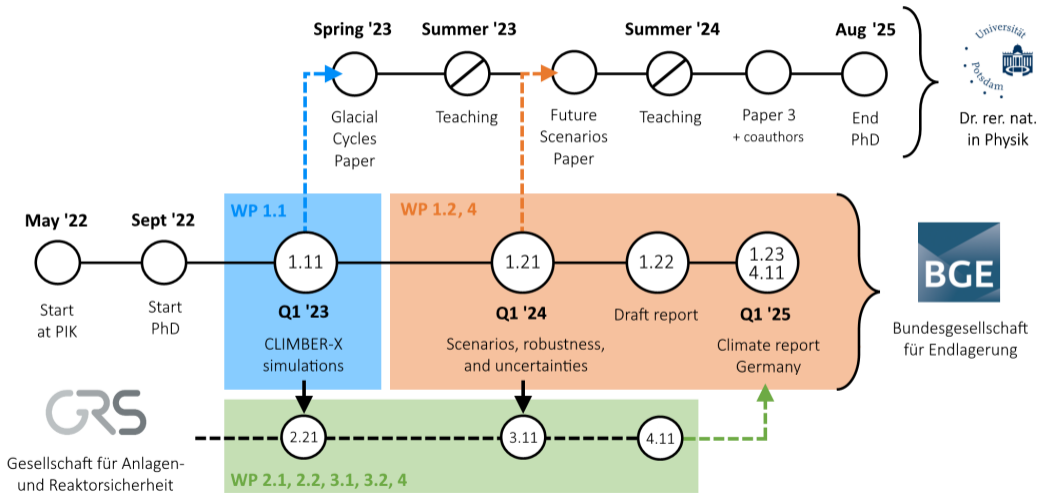 Spring '23
Summer '23
Summer '24
Aug '25
Glacial
Cycles
Paper
Teaching
Future
Scenarios
Paper
Teaching
Paper 3
+ coauthors
End
PhD
Universität
Potsdam
Dr. rer. nat.
in Physik
WP 1.1
WP 1.2, 4
May '22
Sept '22
1.11
1.21
1.22
1.23
4.11
Start
at PIK
Start
PhD
Q1 '23
CLIMBER-X
simulations
Q1 '24
Scenarios, robustness,
and uncertainties
Draft report
Q1 '25
Climate report
Germany
BGE
Bundesgesellschaft
für Endlagerung
GRS
Gesellschaft für Anlagen-
und Reaktorsicherheit
2.21
3.11
4.11
WP 2.1, 2.2, 3.1, 3.2, 4